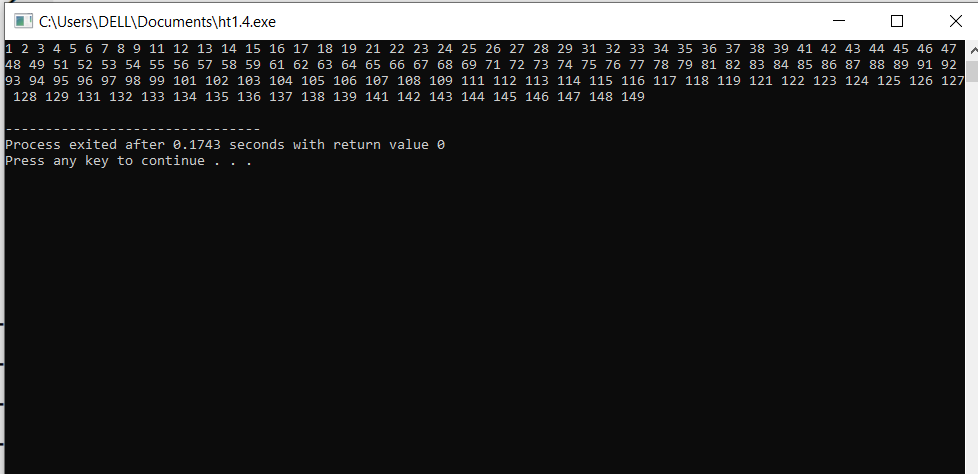 C:\Users\DELL\Documents\ht1.4.exe
1 2 3 4 5 6 7 8 9 11 12 13 14 15 16 17 18 19 21 22 23 24 25 26 27 28 29 31 32 33 34 35 36 37 38 39 41 42 43 44 45 46 47
48 49 51 52 53 54 55 56 57 58 59 61 62 63 64 65 66 67 68 69 71 72 73 74 75 76 77 78 79 81 82 83 84 85 86 87 88 89 91 92
93 94 95 96 97 98 99 101 102 103 104 105 106 107 108 109 111 112 113 114 115 116 117 118 119 121 122 123 124 125 126 127
128 129 131 132 133 134 135 136 137 138 139 141 142 143 144 145 146 147 148 149
--------------------------------
Process exited after 0.1743 seconds with return value 0
Press any key to continue . . .